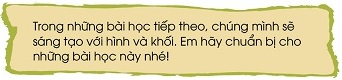 Trong những bài học tiếp theo, chúng mình sẽ
sáng tạo với hình và khối. Em hãy chuẩn bị cho
những bài học này nhé!